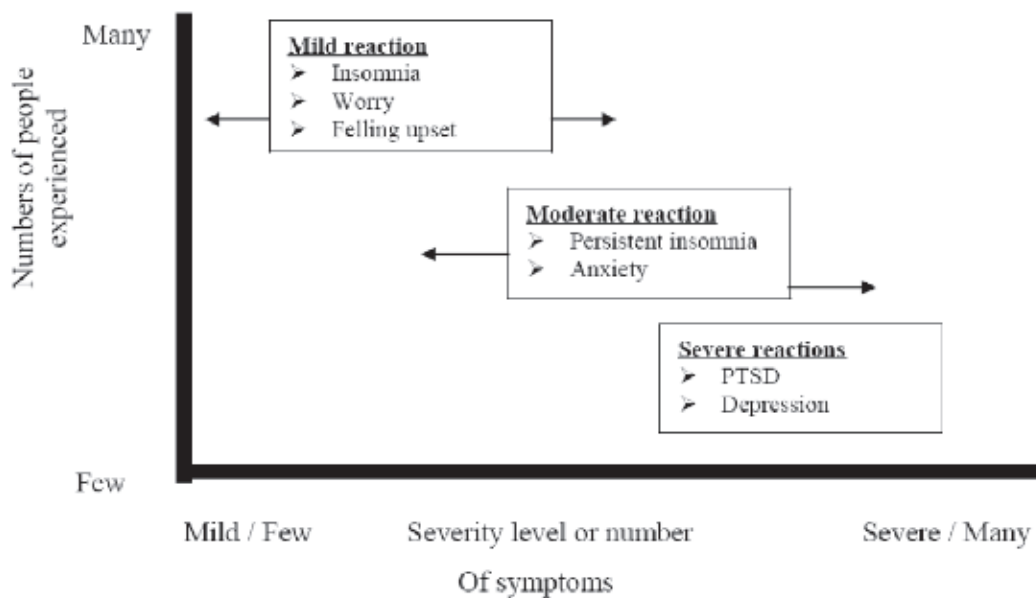 Many
Numbers of people
experienced
Mild reaction
➢ Insomnia
➢ Worry
➢ Felling upset
Moderate reaction
➢ Persistent insomnia
➢ Anxiety
Severe reactions
➢ PTSD
➢ Depression
Few
Mild / Few Severity level or number Severe / Many
Of symptoms